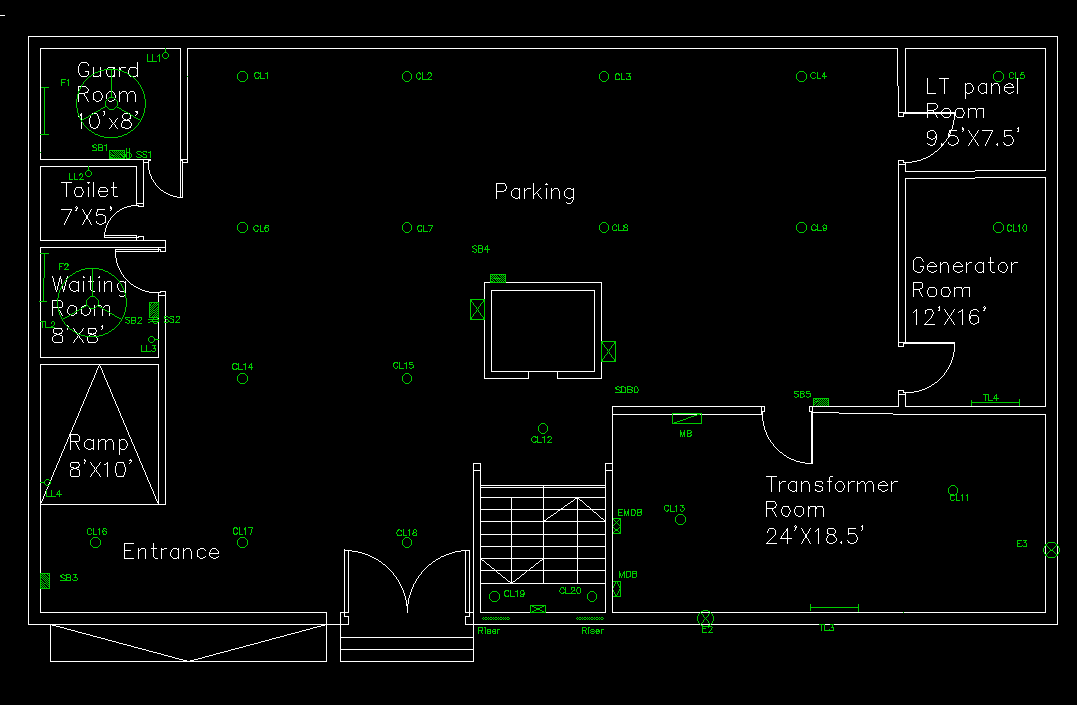 LL1
Guard
F1
Room
10'x8'
SB1
SS1
CL1
CL2
CL3
CL4
CL5
LT panel
Room
9.5'X7.5'
LL2
Toilet
7'X5'
Parking
CL6
CL7
CL8
CL9
CL10
SB4
F2
Waiting
Room
8'X8'
TL2
SB2
SS2
LL3
Generator
Room
12'X16'
CL14
CL15
SDB0
SB5
TL4
MB
CL12
Ramp
8'X10'
LL4
Transformer
Room
24'X18.5'
CL11
CL13
EMDB
E3
CL16
CL17
CL18
Entrance
SB3
MDB
CL19
CL20
Riser
Riser
E2
TL3